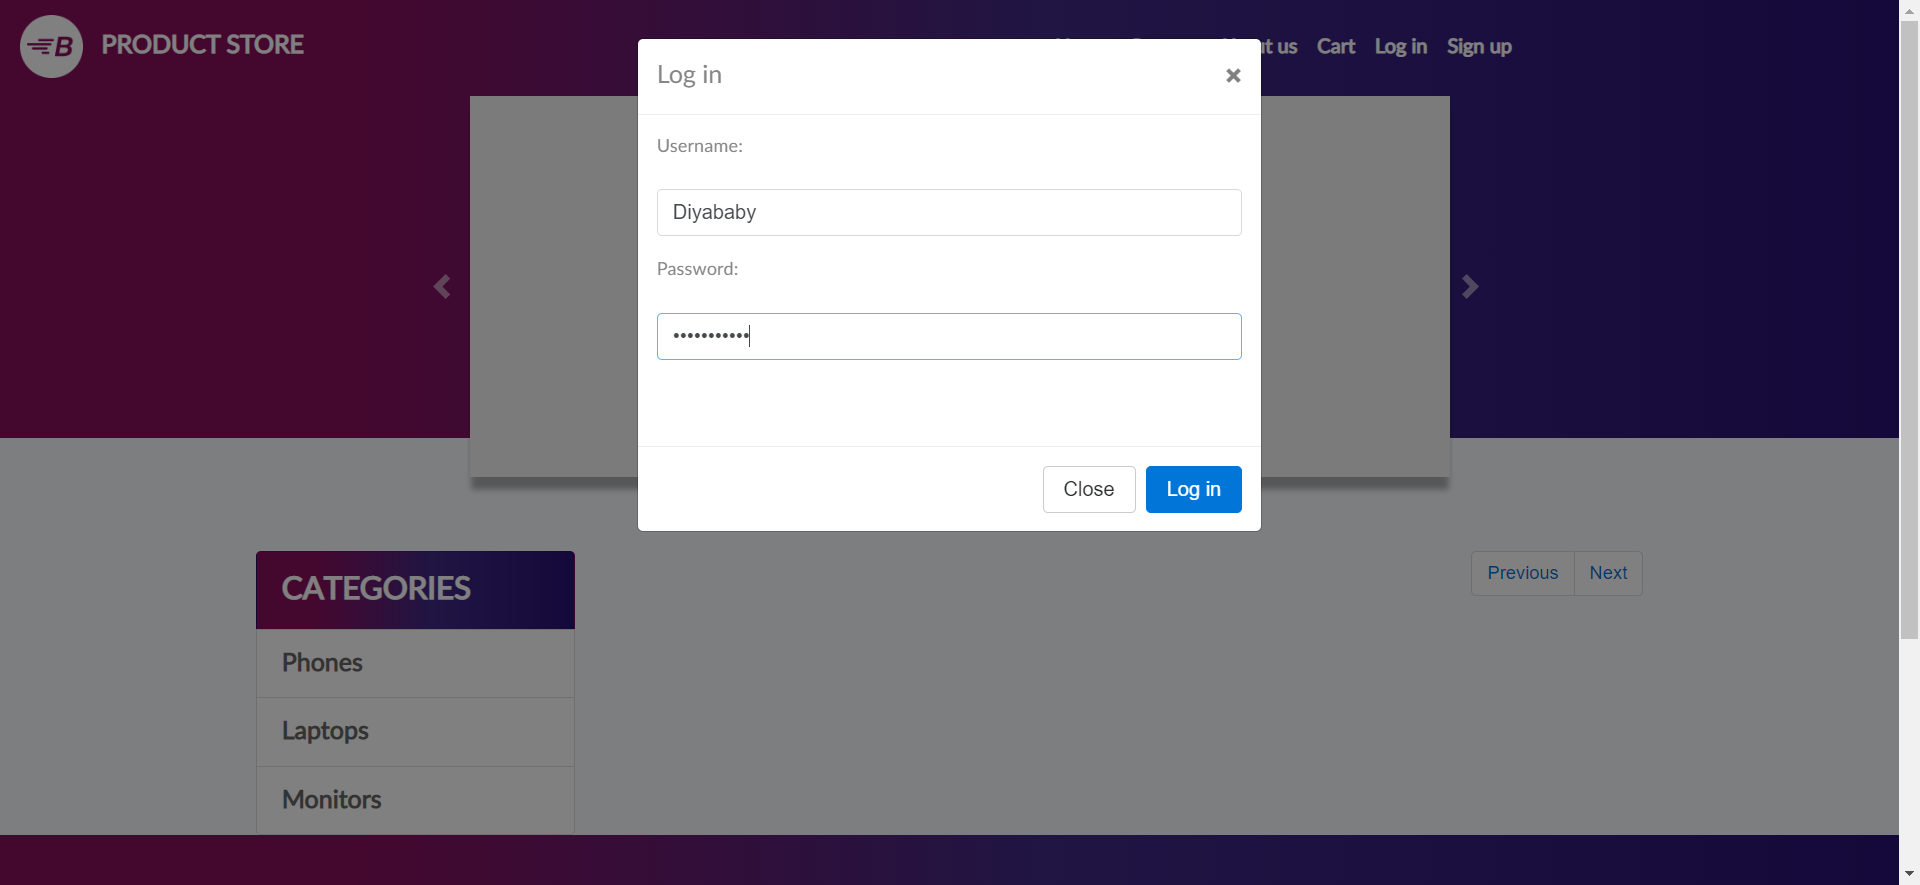 B PRODUCT STORE
t us Cart Log in Sign up
Log in
×
Username:
Diyababy
Password:
•••••••••••
Close Log in
CATEGORIES
Phones
Laptops
Monitors
Previous Next